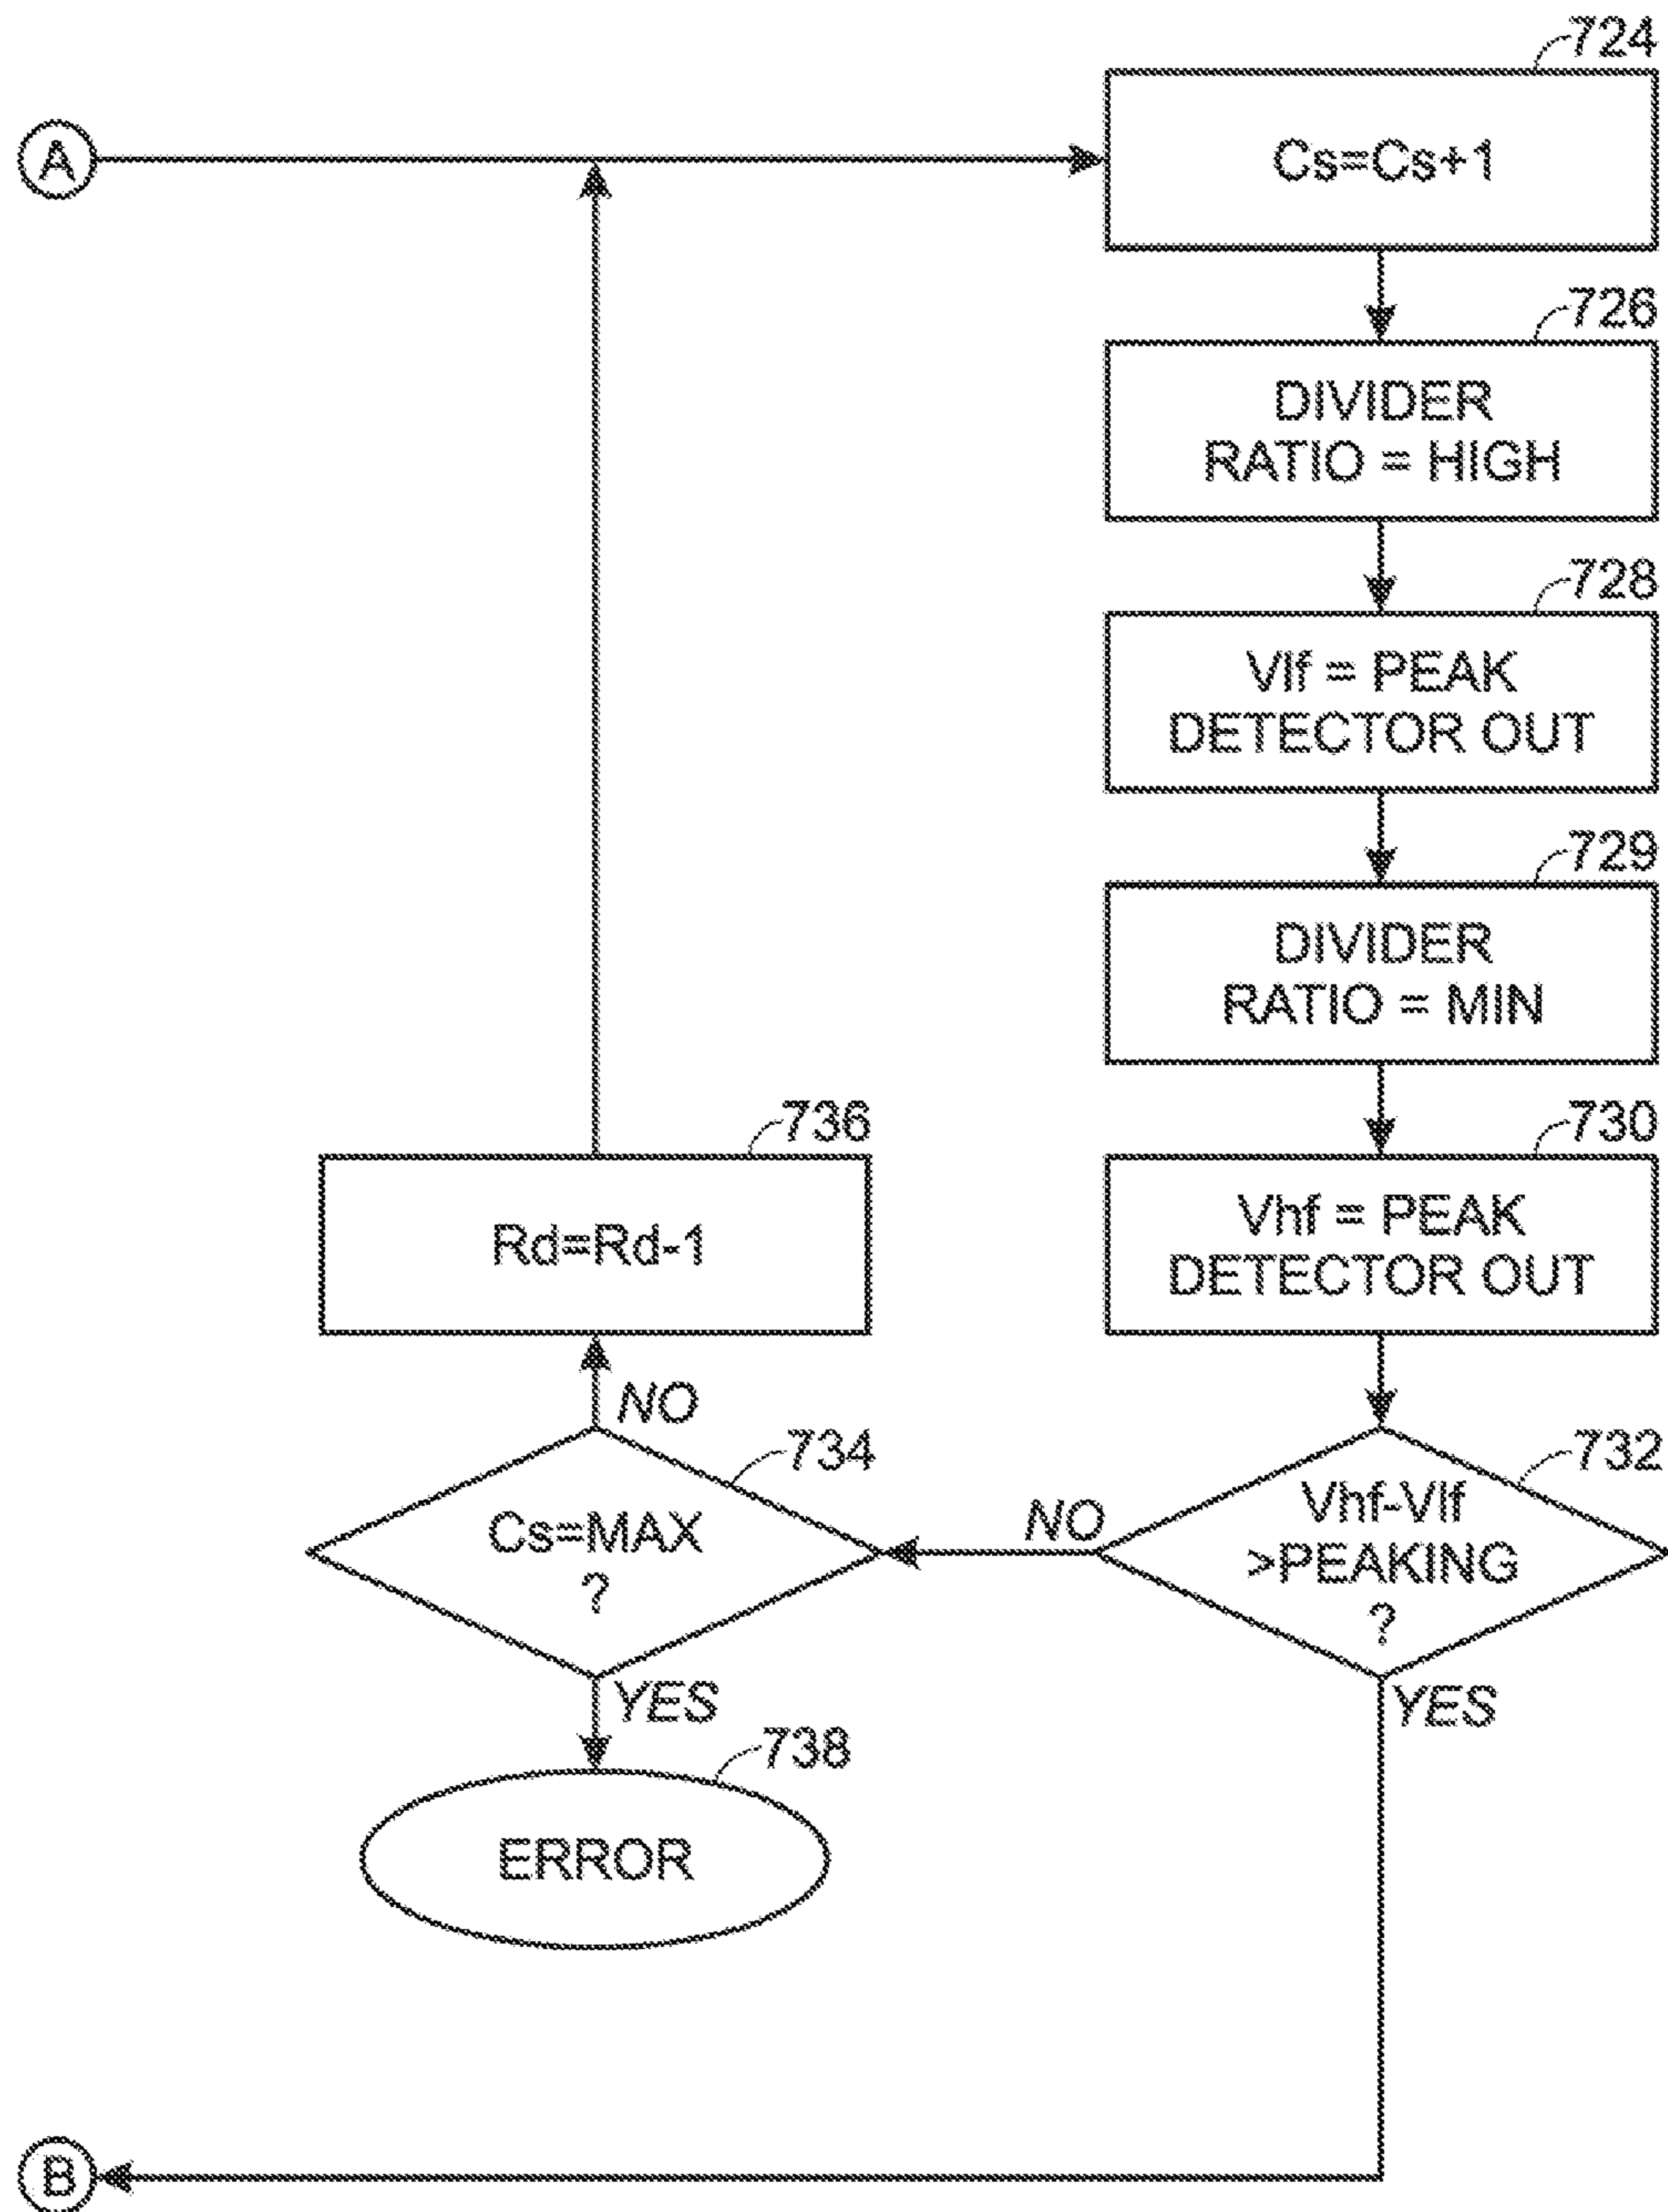 724
A
Cs=Cs+1
726
DIVIDER
RATIO = HIGH
728
Vlf = PEAK
DETECTOR OUT
729
DIVIDER
RATIO = MIN
730
Vhf = PEAK
DETECTOR OUT
736
Rd=Rd-1
NO
734
Cs=MAX
?
YES
738
ERROR
732
Vhf-Vlf
>PEAKING
?
NO
YES
B